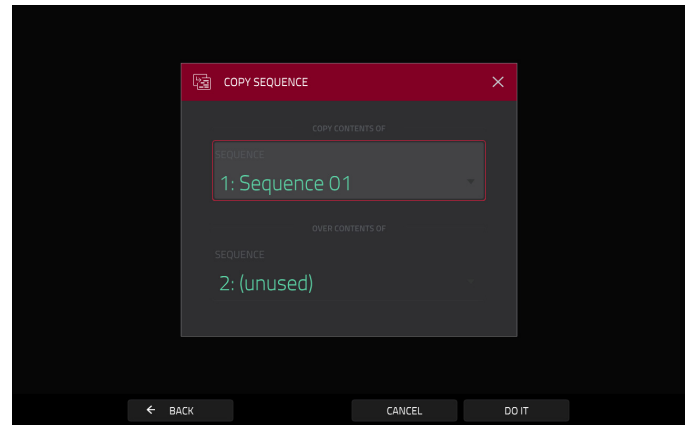 COPY SEQUENCE
COPY CONTENTS OF
SEQUENCE
1: Sequence 01
OVER CONTENTS OF
SEQUENCE
2: (unused)
BACK CANCEL DO IT